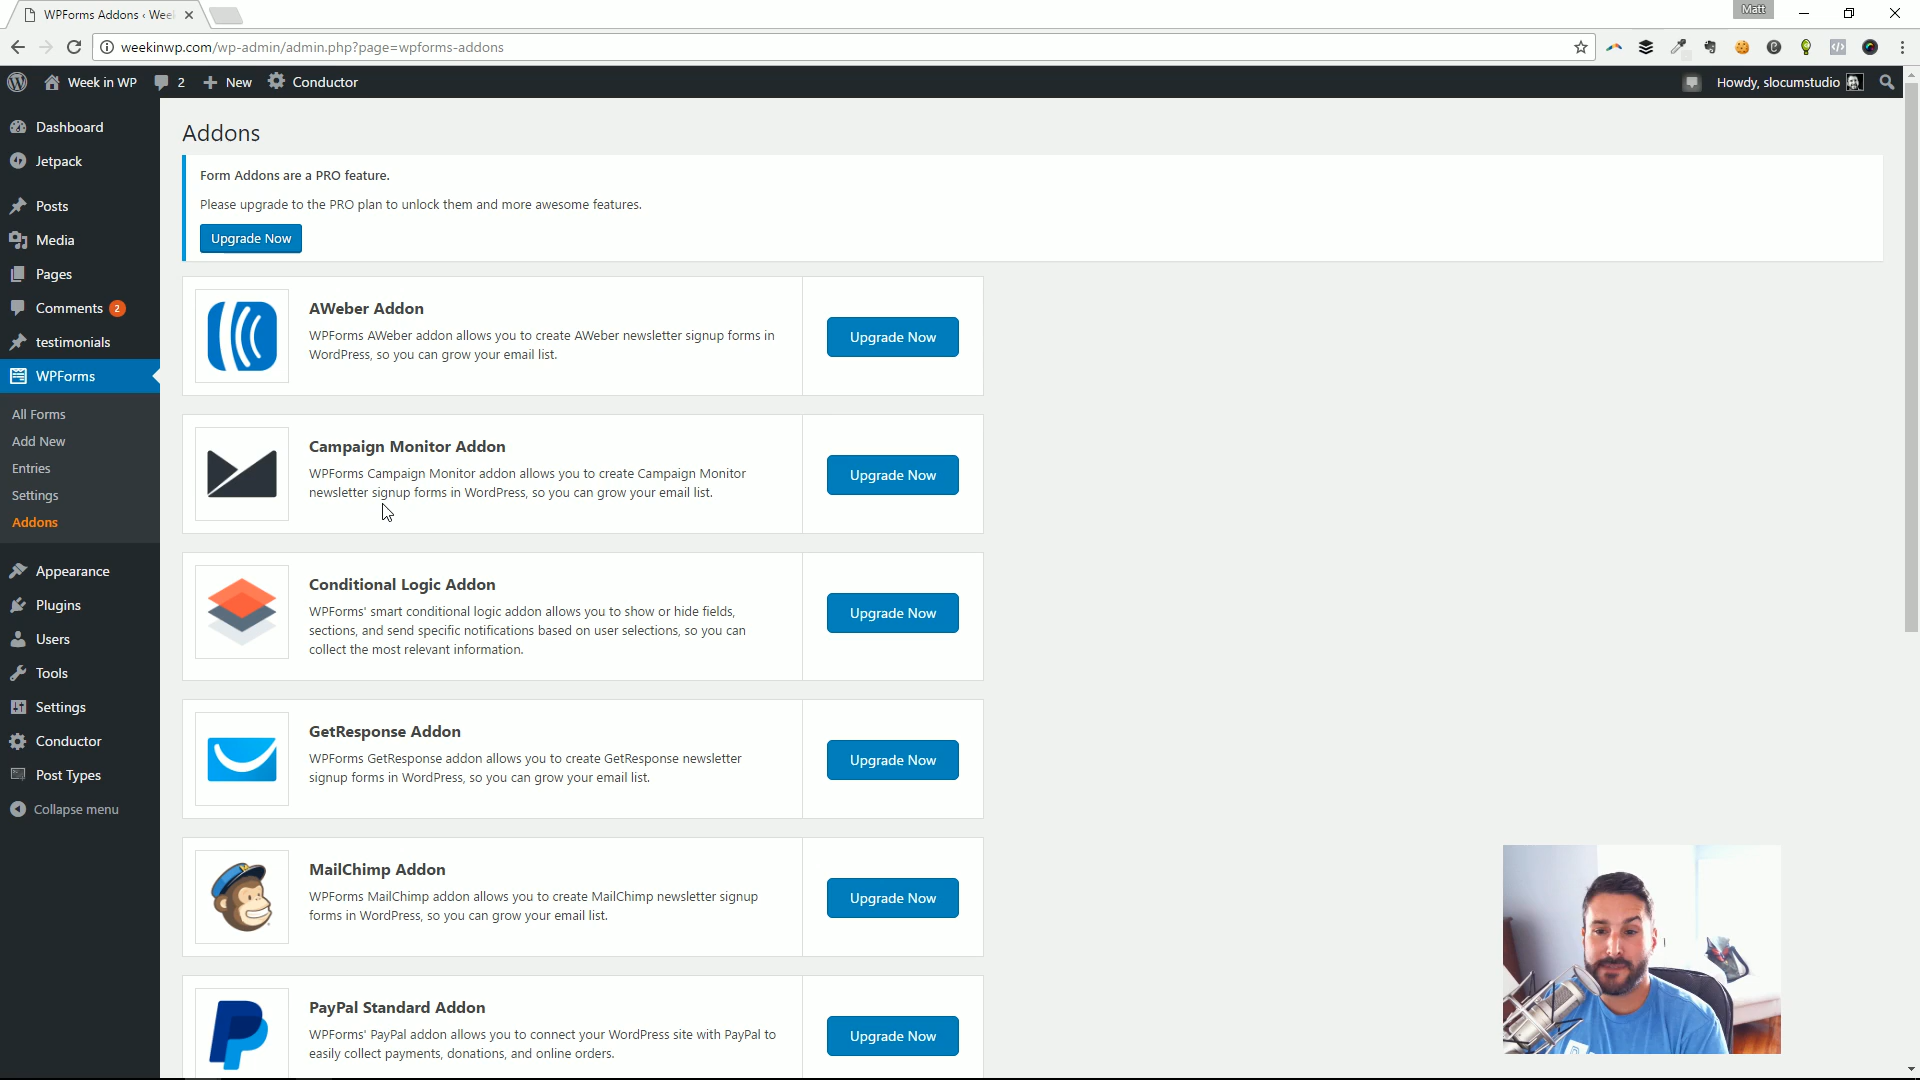 WPForms Addons ‹ Wee
Matt
weekinwp.com/wp-admin/admin.php?page=wpforms-addons
Week in WP
2
New
Conductor
Howdy, slocumstudio
Dashboard
Jetpack
Posts
Media
Pages
Comments 2
testimonials
WPForms
All Forms
Add New
Entries
Settings
Addons
Appearance
Plugins
Users
Tools
Settings
Conductor
Post Types
Collapse menu
Addons
Form Addons are a PRO feature.
Please upgrade to the PRO plan to unlock them and more awesome features.
Upgrade Now
AWeber Addon
WPForms AWeber addon allows you to create AWeber newsletter signup forms in
WordPress, so you can grow your email list.
Upgrade Now
Campaign Monitor Addon
WPForms Campaign Monitor addon allows you to create Campaign Monitor
newsletter signup forms in WordPress, so you can grow your email list.
Upgrade Now
Conditional Logic Addon
WPForms' smart conditional logic addon allows you to show or hide fields,
sections, and send specific notifications based on user selections, so you can
collect the most relevant information.
Upgrade Now
GetResponse Addon
WPForms GetResponse addon allows you to create GetResponse newsletter
signup forms in WordPress, so you can grow your email list.
Upgrade Now
MailChimp Addon
WPForms MailChimp addon allows you to create MailChimp newsletter signup
forms in WordPress, so you can grow your email list.
Upgrade Now
PayPal Standard Addon
WPForms' PayPal addon allows you to connect your WordPress site with PayPal to
easily collect payments, donations, and online orders.
Upgrade Now